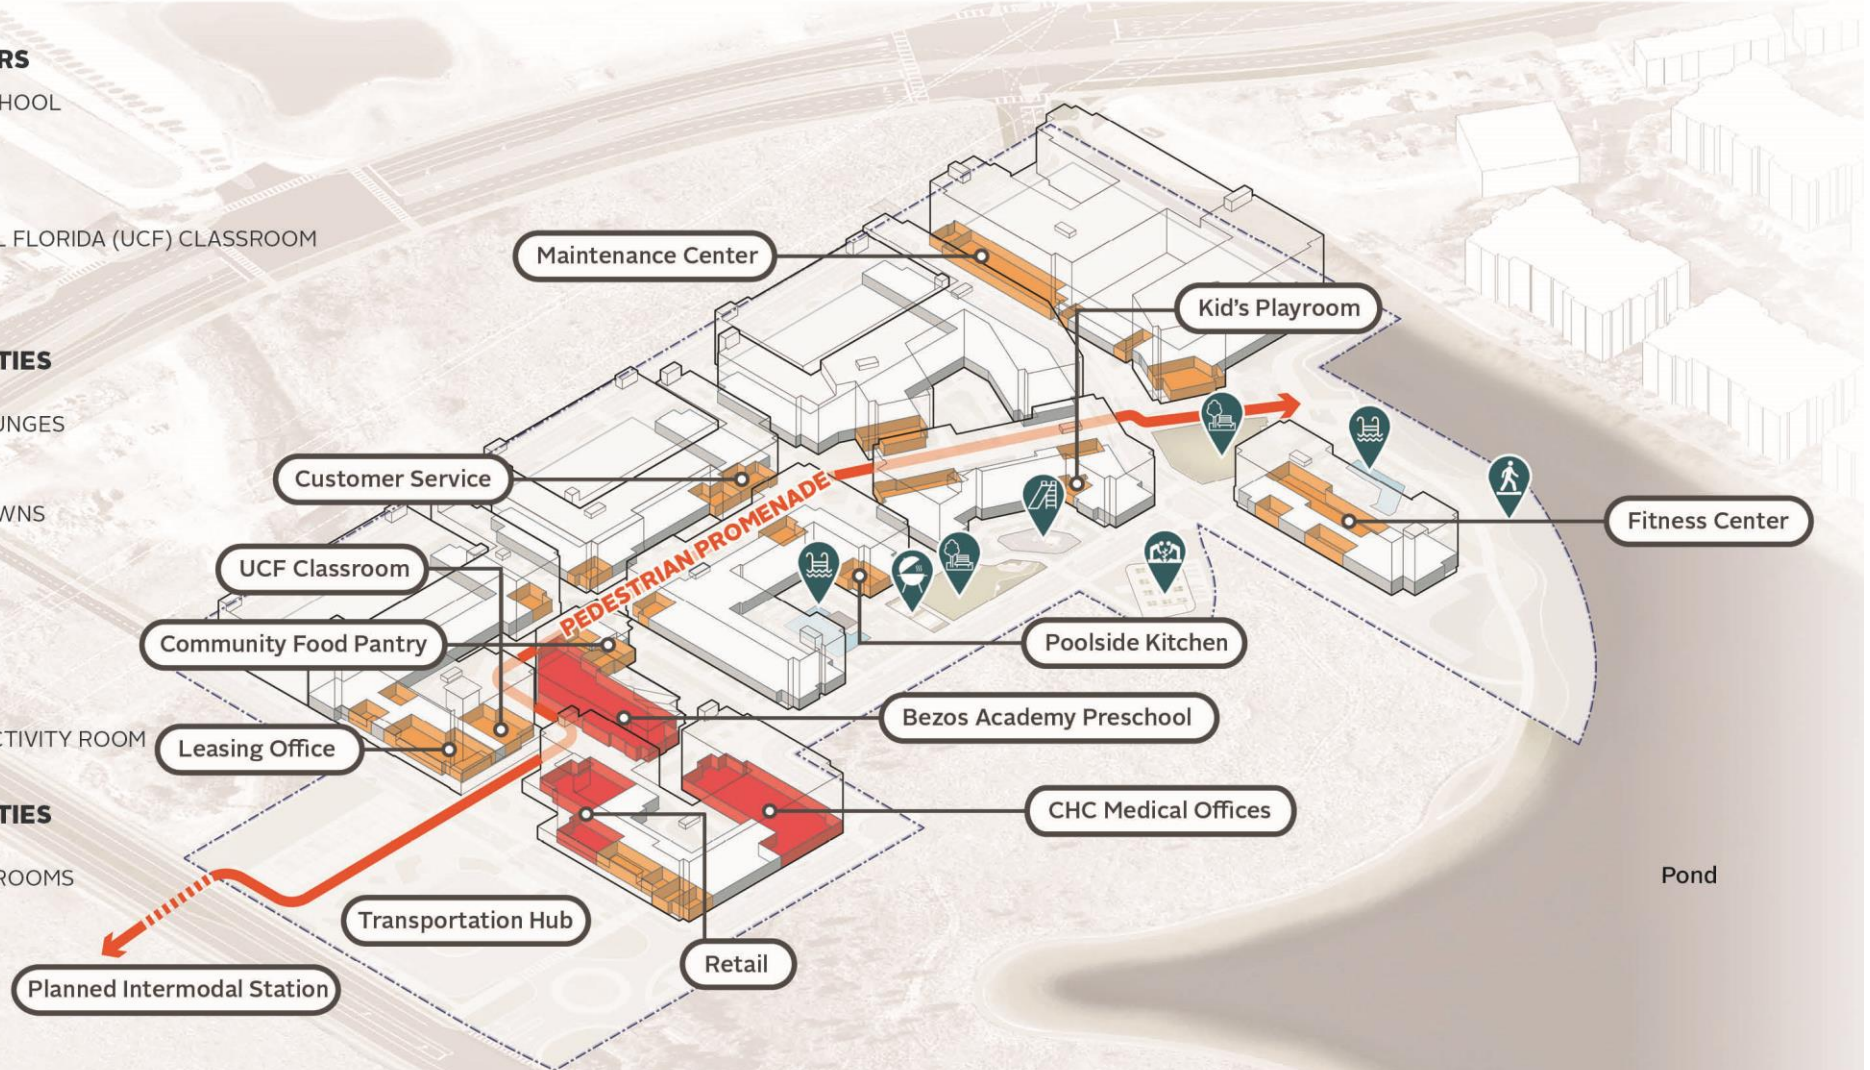 RS
HOOL
L FLORIDA (UCF) CLASSROOM
TIES
UNGES
WNS
CTIVITY ROOM
TIES
ROOMS
Maintenance Center
Kid's Playroom
Customer Service
Fitness Center
UCF Classroom
PEDESTRIAN PROMENADE
Community Food Pantry
Poolside Kitchen
Bezos Academy Preschool
Leasing Office
CHC Medical Offices
Pond
Transportation Hub
Retail
Planned Intermodal Station